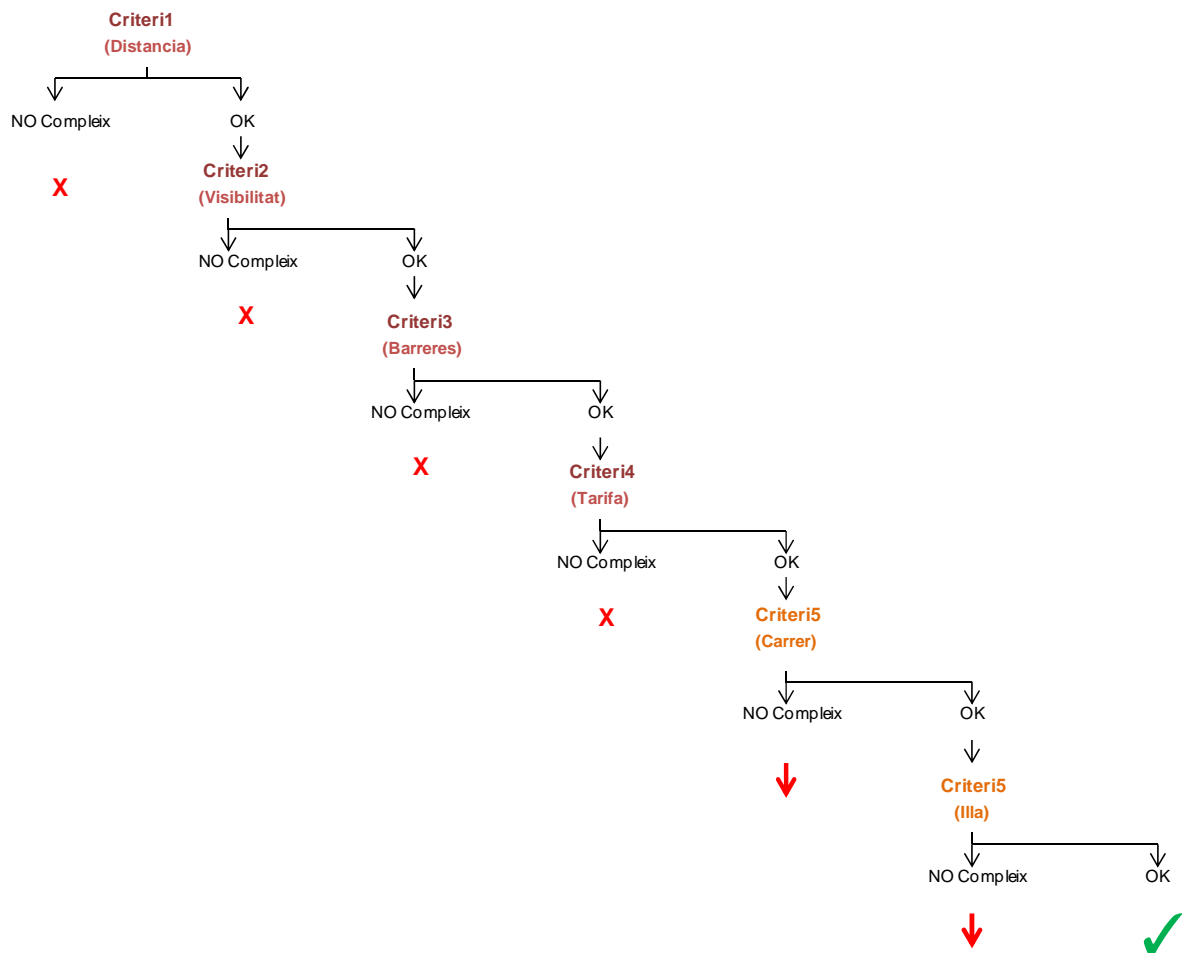 Criteri1
(Distancia)
NO Compleix
OK
X
Criteri2
(Visibilitat)
NO Compleix
OK
X
Criteri3
(Barreres)
NO Compleix
OK
X
Criteri4
(Tarifa)
NO Compleix
OK
X
Criteri5
(Carrer)
NO Compleix
OK
Criteri5
(Illa)
NO Compleix
OK